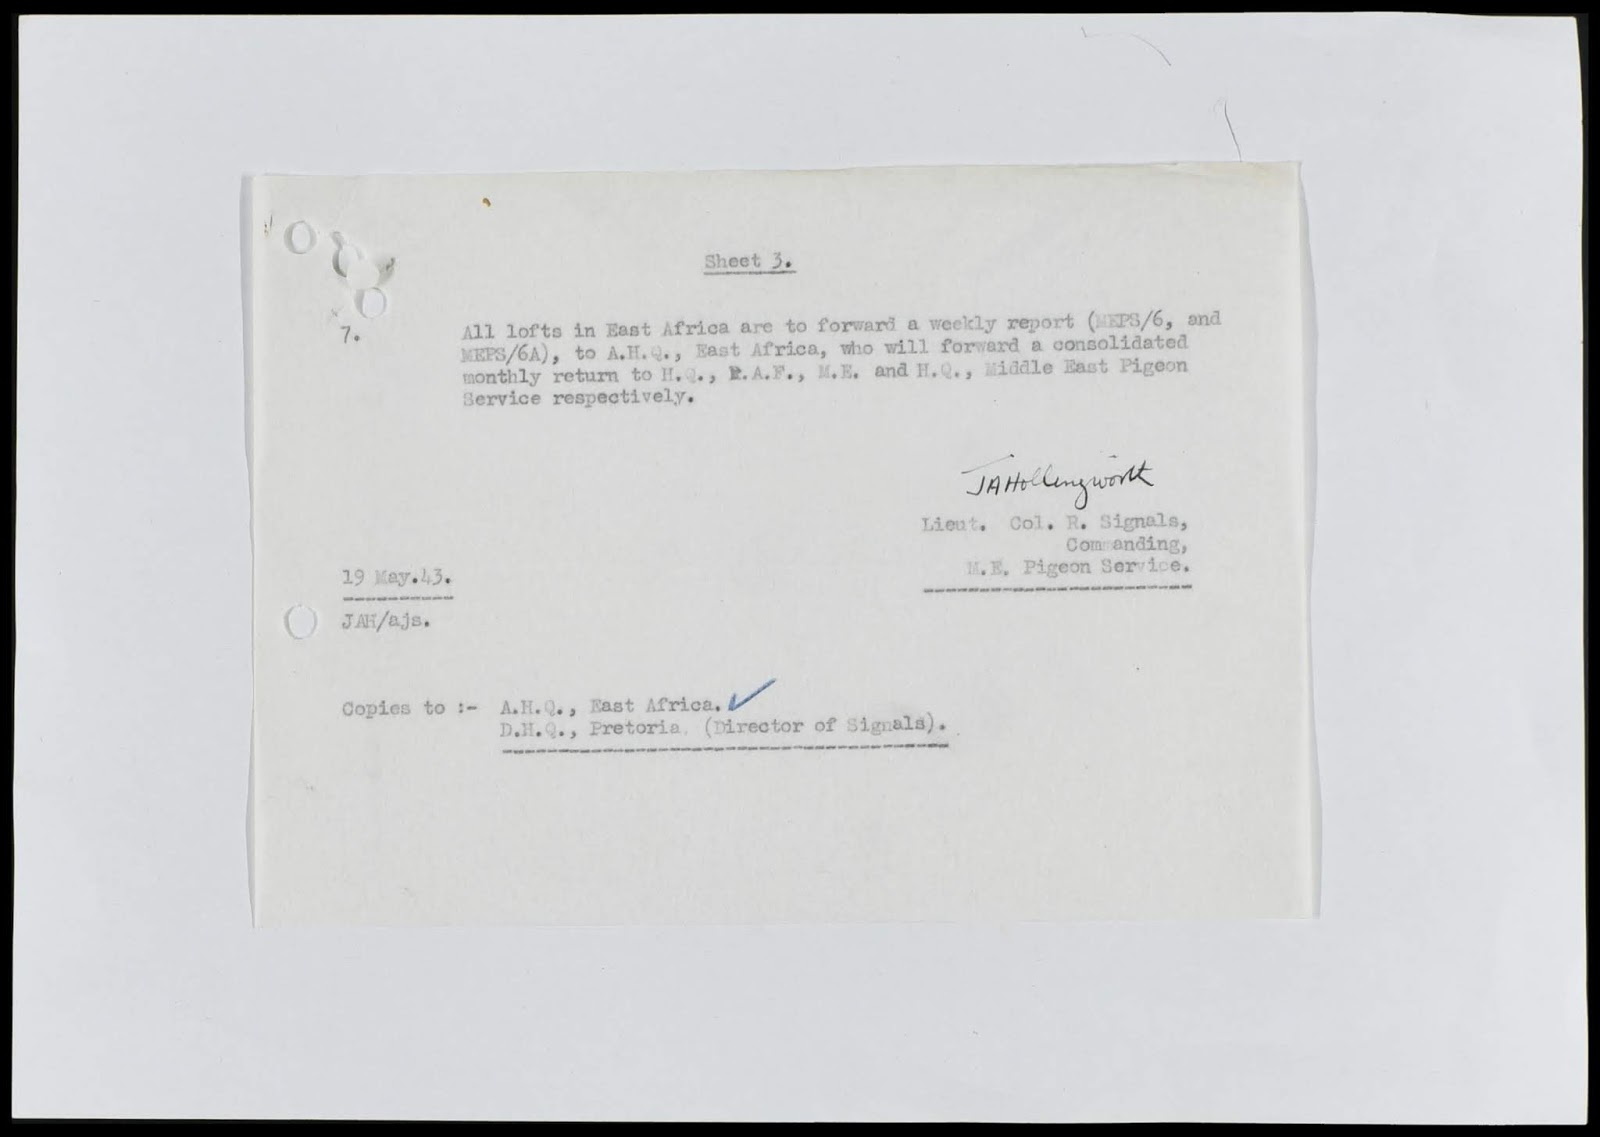 Sheet 3.
7. All lofts in East Africa are to forward a weekly report (MEPS/6, and
MEPS/6A), to A.H.Q., East Africa, who will forward a consolidated
monthly return to H.Q., R.A.F., M.E. and H.Q., Middle East Pigeon
Service respectively.
JAHollingworth
Lieut. Col. R. Signals,
Commanding,
M.E. Pigeon Service.
19 May.43.
JAH/ajs.
Copies to :- A.H.Q., East Africa.
D.H.Q., Pretoria. (Director of Signals).